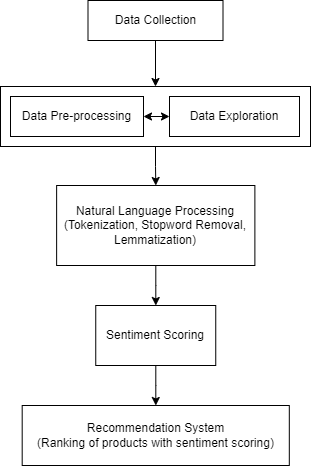 Data Collection
Data Pre-processing
Data Exploration
Natural Language Processing
(Tokenization, Stopword Removal,
Lemmatization)
Sentiment Scoring
Recommendation System
(Ranking of products with sentiment scoring)